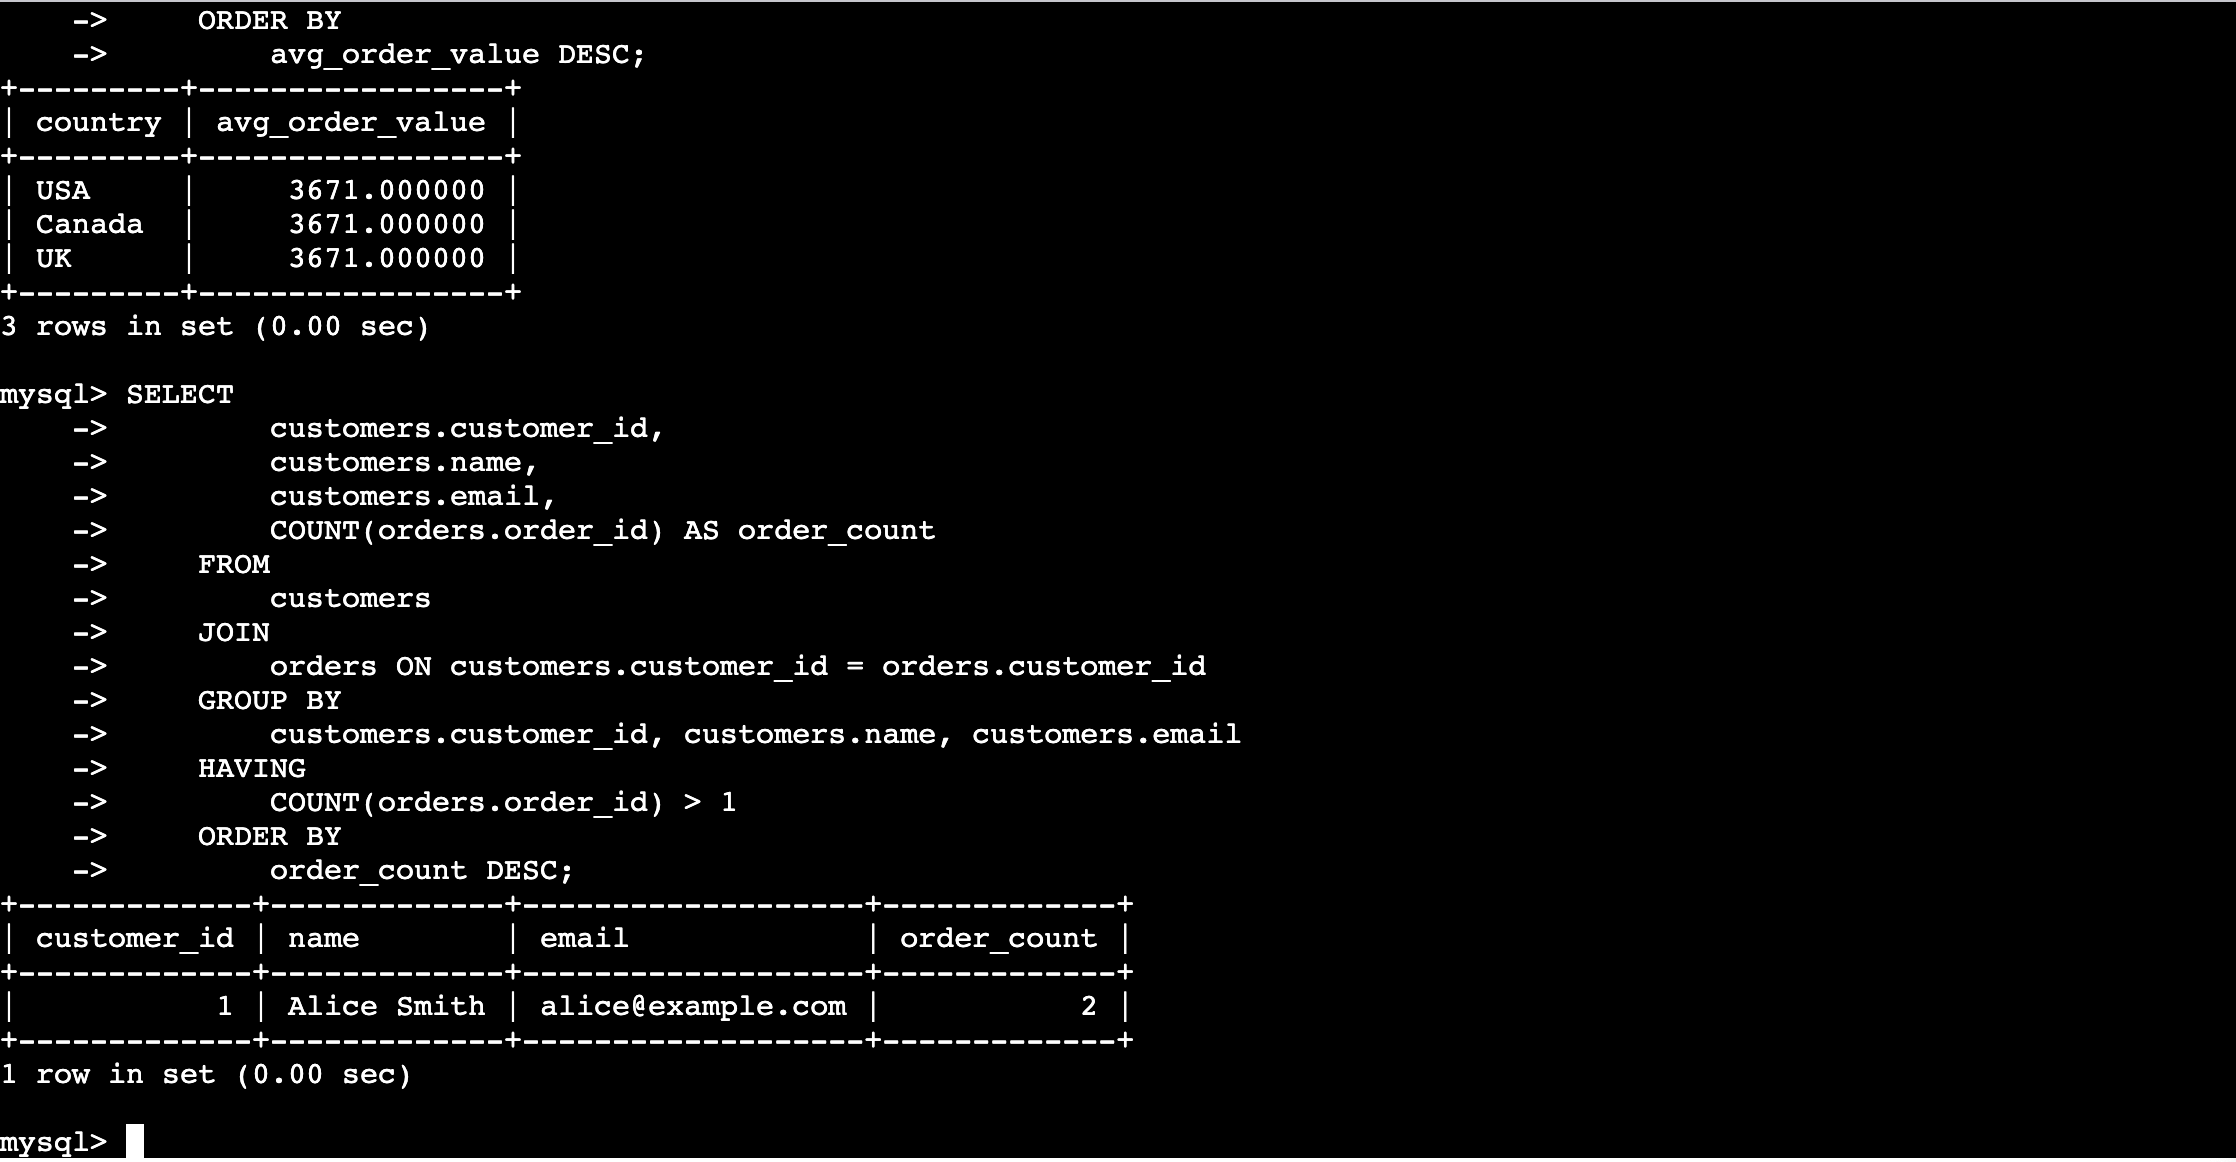 ->     ORDER BY
    ->         avg_order_value DESC;
+---------+-----------------+
| country | avg_order_value |
+---------+-----------------+
| USA     |     3671.000000 |
| Canada  |     3671.000000 |
| UK      |     3671.000000 |
+---------+-----------------+
3 rows in set (0.00 sec)

mysql> SELECT
    ->         customers.customer_id,
    ->         customers.name,
    ->         customers.email,
    ->         COUNT(orders.order_id) AS order_count
    ->     FROM
    ->         customers
    ->     JOIN
    ->         orders ON customers.customer_id = orders.customer_id
    ->     GROUP BY
    ->         customers.customer_id, customers.name, customers.email
    ->     HAVING
    ->         COUNT(orders.order_id) > 1
    ->     ORDER BY
    ->         order_count DESC;
+-------------+-------------+-------------------+-------------+
| customer_id | name        | email             | order_count |
+-------------+-------------+-------------------+-------------+
|           1 | Alice Smith | alice@example.com |           2 |
+-------------+-------------+-------------------+-------------+
1 row in set (0.00 sec)

mysql>